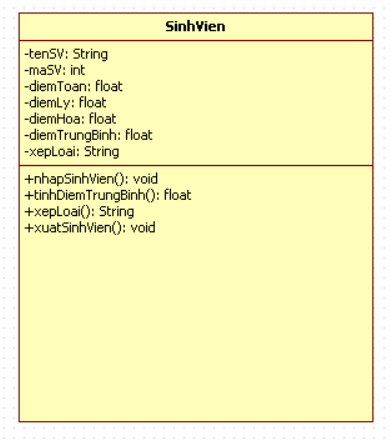 SinhVien
-tenSV: String
-maSV: int
-diemToan: float
-diemLy: float
-diemHoa: float
-diemTrungBinh: float
-xepLoai: String
+nhapSinhVien(): void
+tinhDiemTrungBinh(): float
+xepLoai(): String
+xuatSinhVien(): void